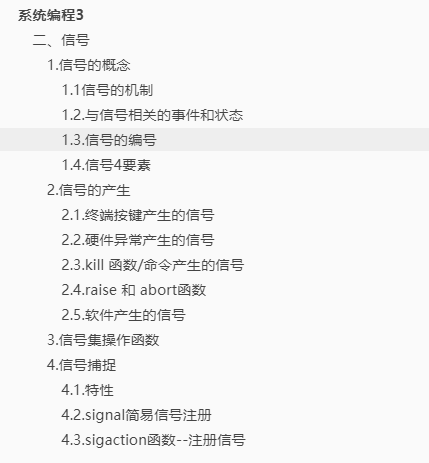 系统编程3
二、信号
1.信号的概念
1.1信号的机制
1.2.与信号相关的事件和状态
1.3.信号的编号
1.4.信号4要素
2.信号的产生
2.1.终端按键产生的信号
2.2.硬件异常产生的信号
2.3.kill 函数/命令产生的信号
2.4.raise 和 abort函数
2.5.软件产生的信号
3.信号集操作函数
4.信号捕捉
4.1.特性
4.2.signal简易信号注册
4.3.sigaction函数--注册信号